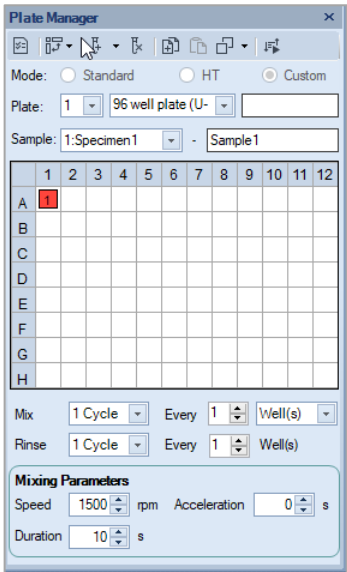 Plate Manager
Mode: Standard HT Custom
Plate: 1 96 well plate (U-
Sample: 1:Specimen1 - Sample1
1 2 3 4 5 6 7 8 9 10 11 12
A 1
B
C
D
E
F
G
H
Mix 1 Cycle Every 1 Well(s)
Rinse 1 Cycle Every 1 Well(s)
Mixing Parameters
Speed 1500 rpm Acceleration 0 s
Duration 10 s